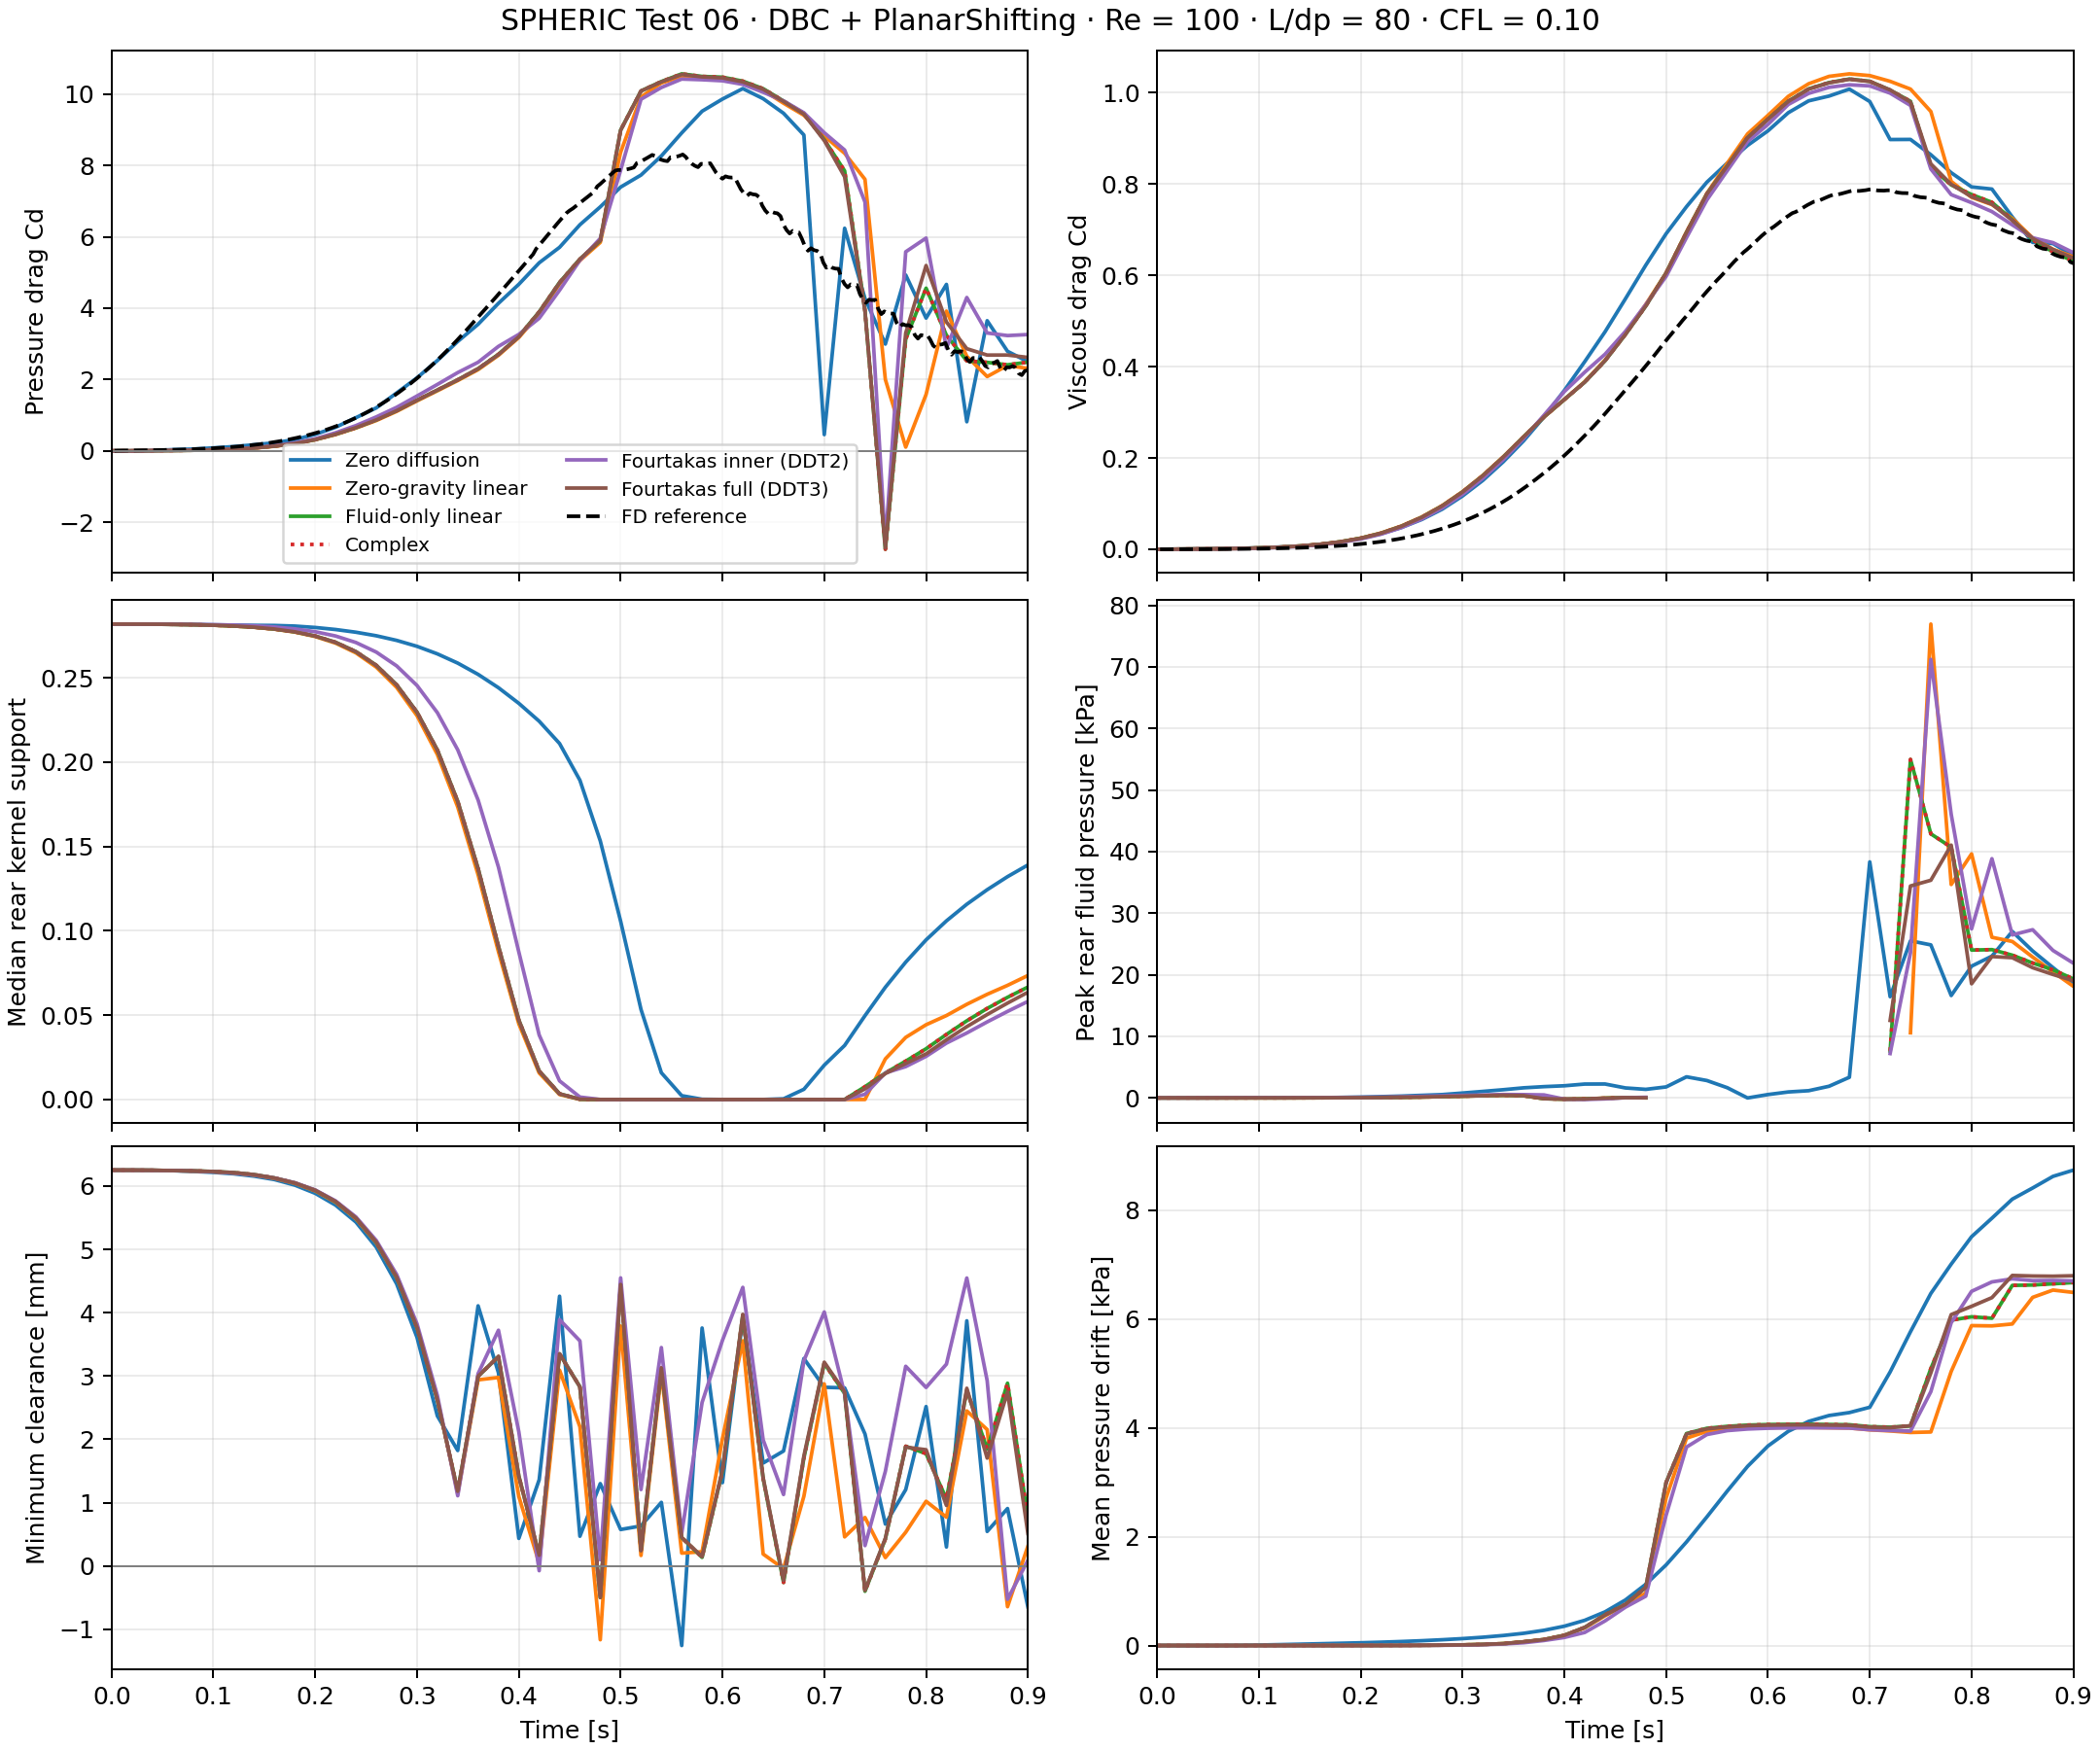 SPHERIC Test 06 · DBC + PlanarShifting · Re = 100 · L/dp = 80 · CFL = 0.10
Pressure drag Cd
10
8
6
4
2
0
−2
Zero diffusion
Zero-gravity linear
Fluid-only linear
Complex
Fourtakas inner (DDT2)
Fourtakas full (DDT3)
FD reference
Viscous drag Cd
1.0
0.8
0.6
0.4
0.2
0.0
Median rear kernel support
0.25
0.20
0.15
0.10
0.05
0.00
Peak rear fluid pressure [kPa]
80
70
60
50
40
30
20
10
0
Minimum clearance [mm]
6
5
4
3
2
1
0
−1
0.0 0.1 0.2 0.3 0.4 0.5 0.6 0.7 0.8 0.9
Time [s]
Mean pressure drift [kPa]
8
6
4
2
0
0.0 0.1 0.2 0.3 0.4 0.5 0.6 0.7 0.8 0.9
Time [s]